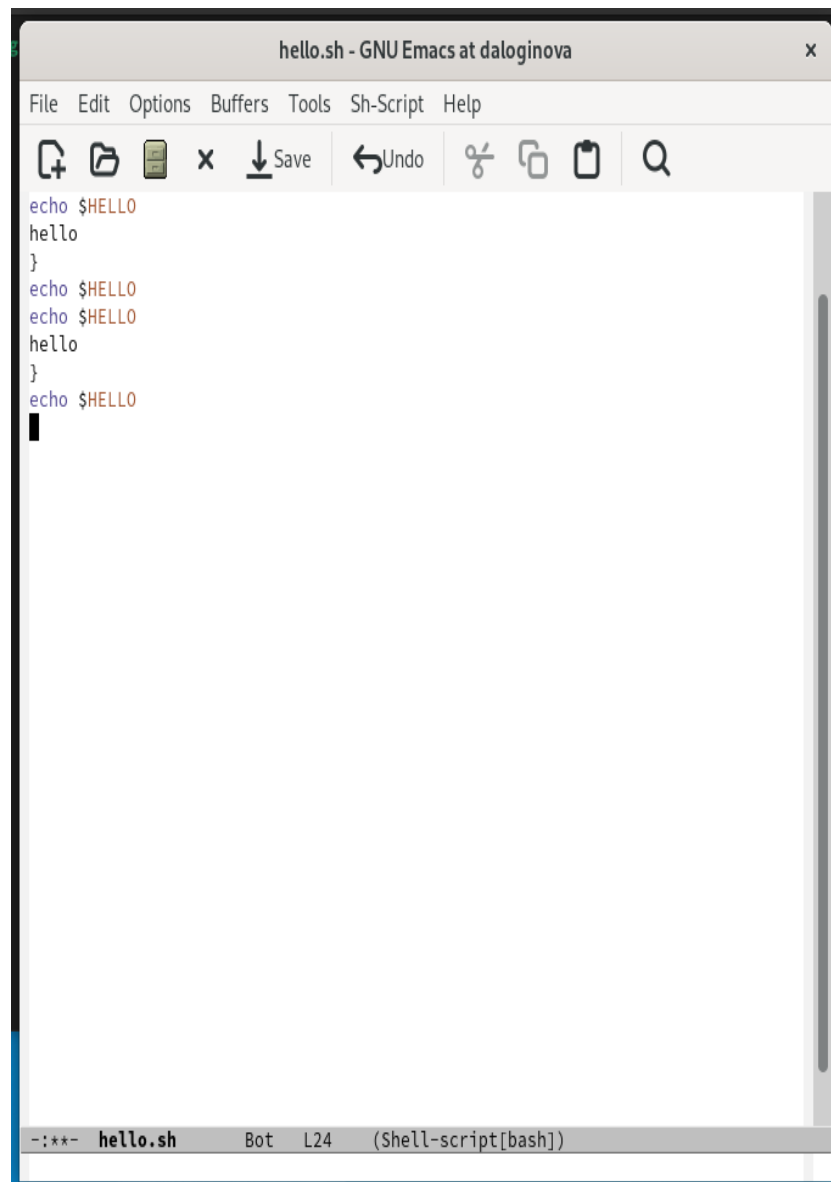 hello.sh - GNU Emacs at daloginova
File Edit Options Buffers Tools Sh-Script Help
Save Undo
echo $HELLO
hello
}
echo $HELLO
echo $HELLO
hello
}
echo $HELLO
-:**- hello.sh Bot L24 (Shell-script[bash])